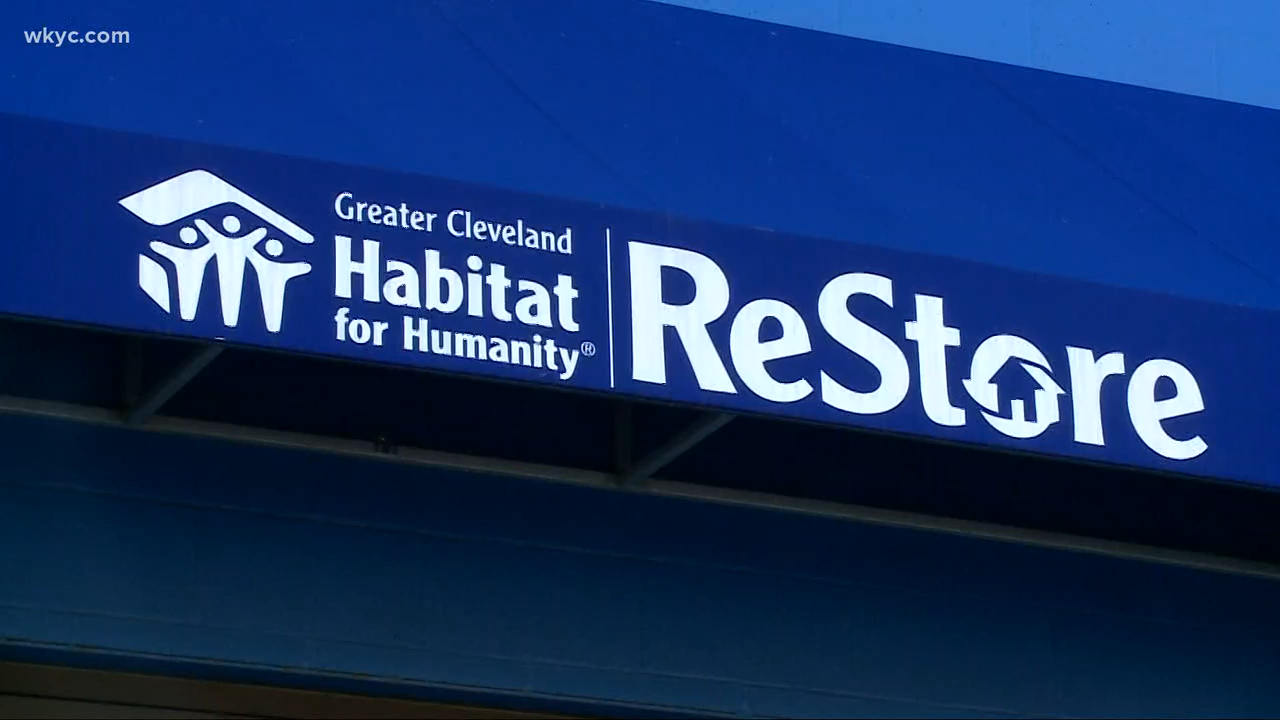 wkyc.com
Greater Cleveland
Habitat
for Humanity®
ReStore